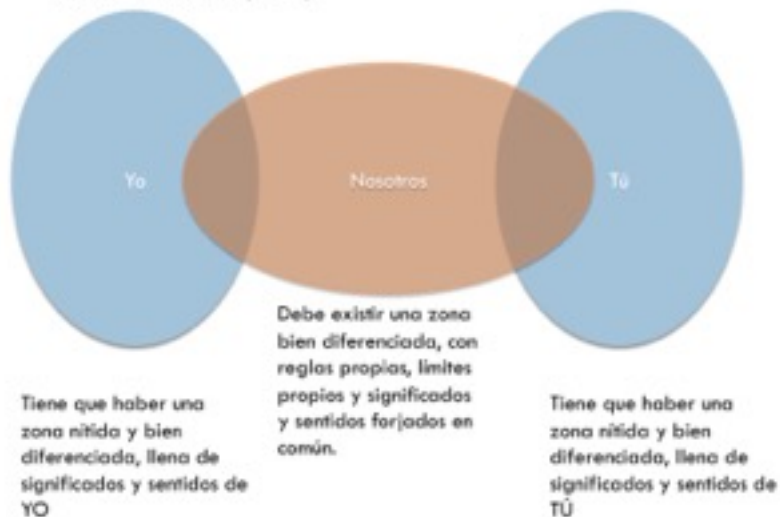 Yo
Nosotros
Tú
Debe existir una zona
bien diferenciada, con
reglas propias, límites
propios y significados
y sentidos forjados en
común.
Tiene que haber una
zona nítida y bien
diferenciada, llena de
significados y sentidos de
YO
Tiene que haber una
zona nítida y bien
diferenciada, llena de
significados y sentidos de
TÚ